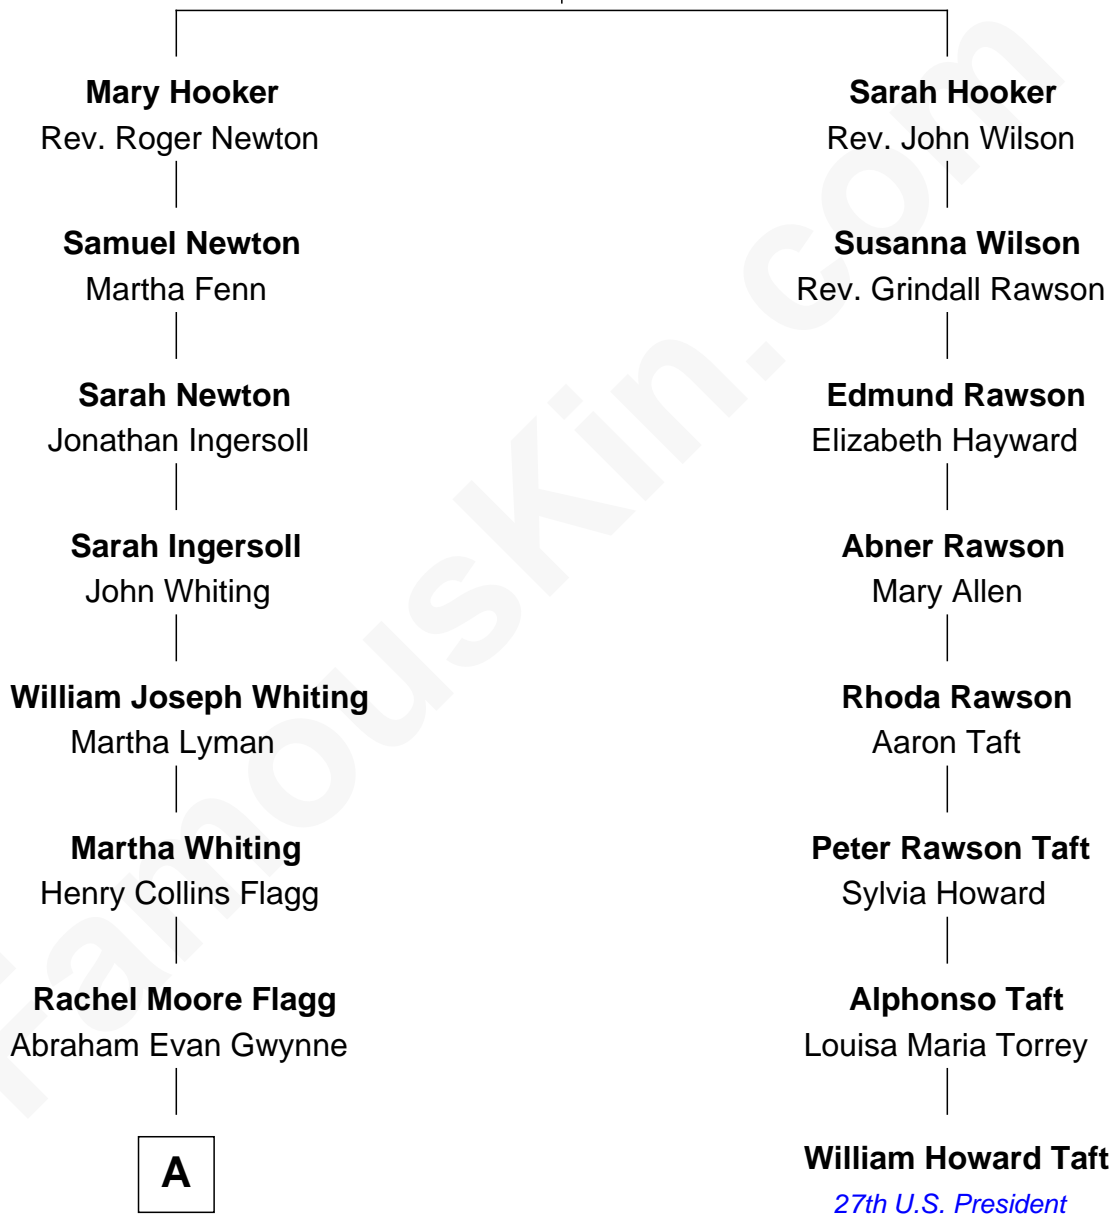 Mary Hooker
Rev. Roger Newton
Samuel Newton
Martha Fenn
Sarah Newton
Jonathan Ingersoll
Sarah Ingersoll
John Whiting
William Joseph Whiting
Martha Lyman
Martha Whiting
Henry Collins Flagg
Rachel Moore Flagg
Abraham Evan Gwynne
A
Sarah Hooker
Rev. John Wilson
Susanna Wilson
Rev. Grindall Rawson
Edmund Rawson
Elizabeth Hayward
Abner Rawson
Mary Allen
Rhoda Rawson
Aaron Taft
Peter Rawson Taft
Sylvia Howard
Alphonso Taft
Louisa Maria Torrey
William Howard Taft
27th U.S. President
FamousKin.com